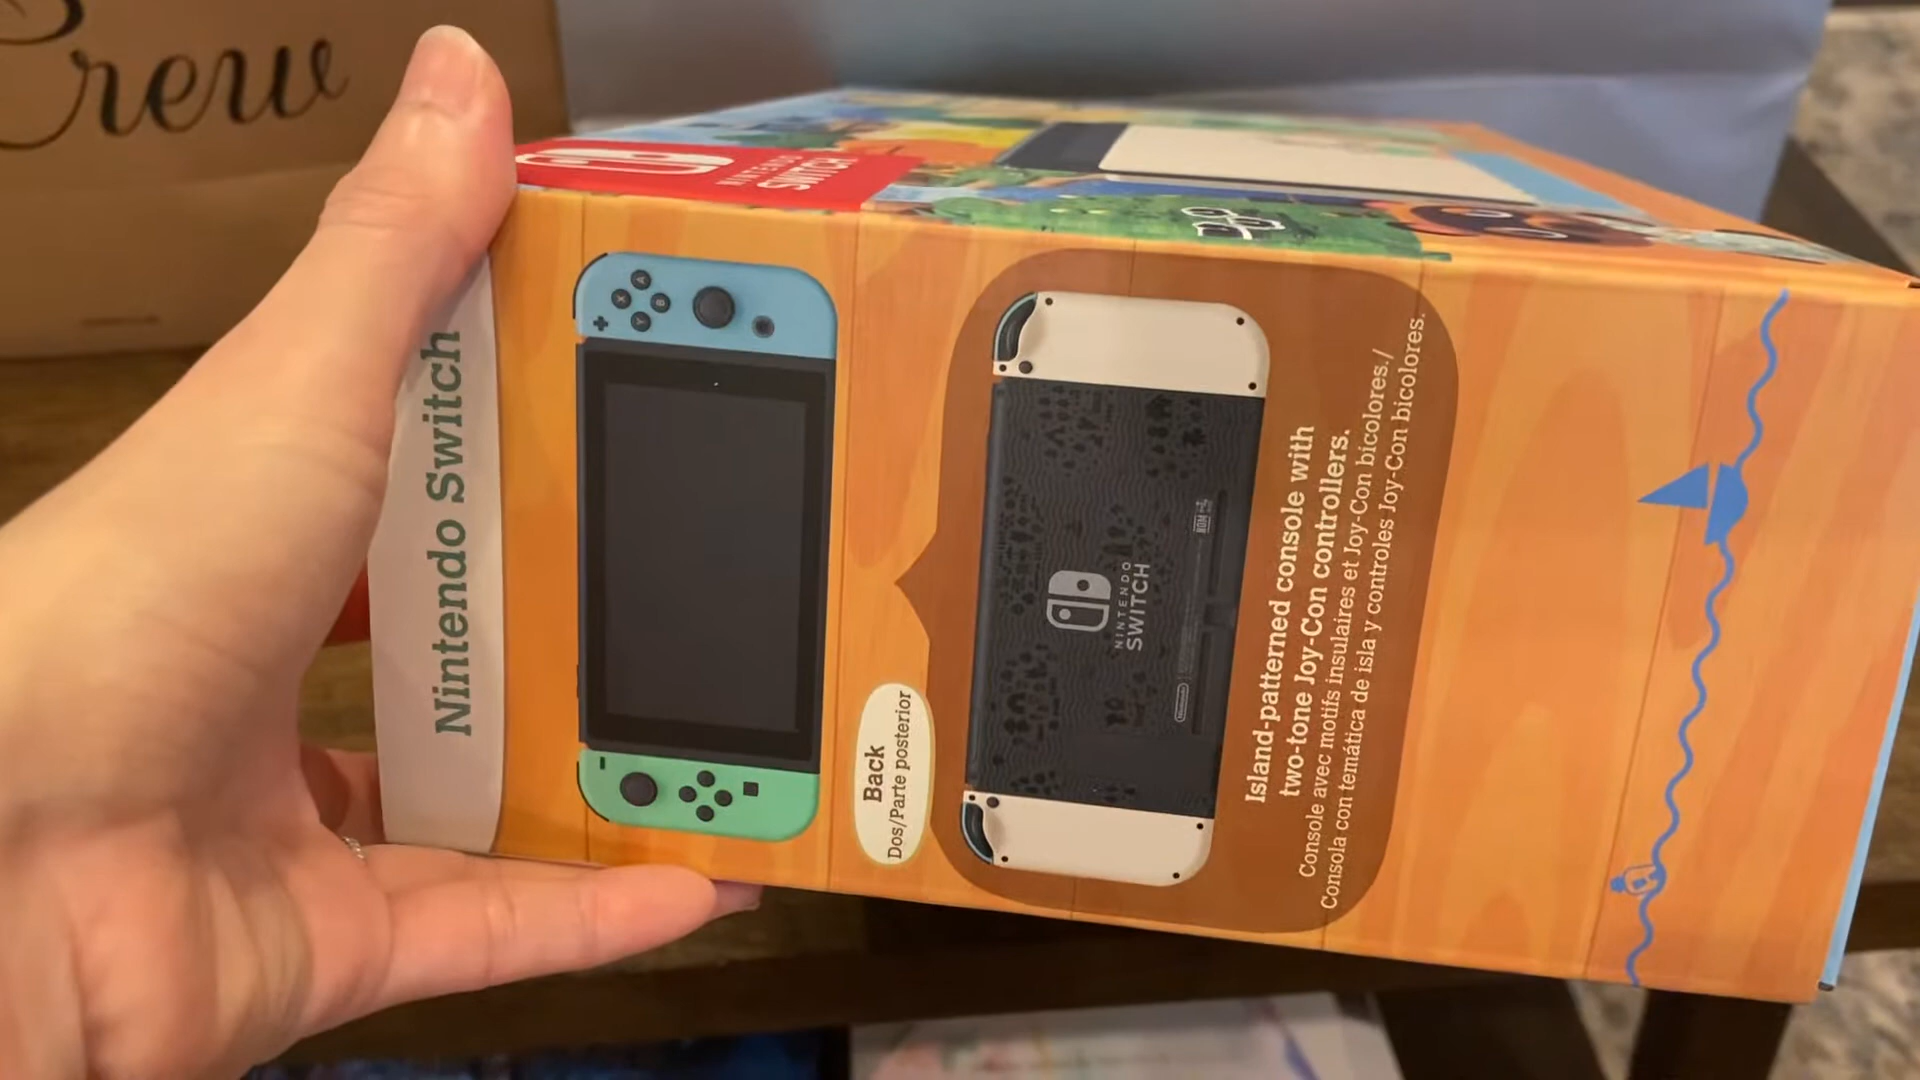 Crew
NINTENDO
SWITCH
Nintendo Switch
A
X
B
Y
Back
Dos/Parte posterior
NINTENDO
SWITCH
Nintendo
Island-patterned console with
two-tone Joy-Con controllers.
Console avec motifs insulaires et Joy-Con bicolores./
Consola con temática de isla y controles Joy-Con bicolores.